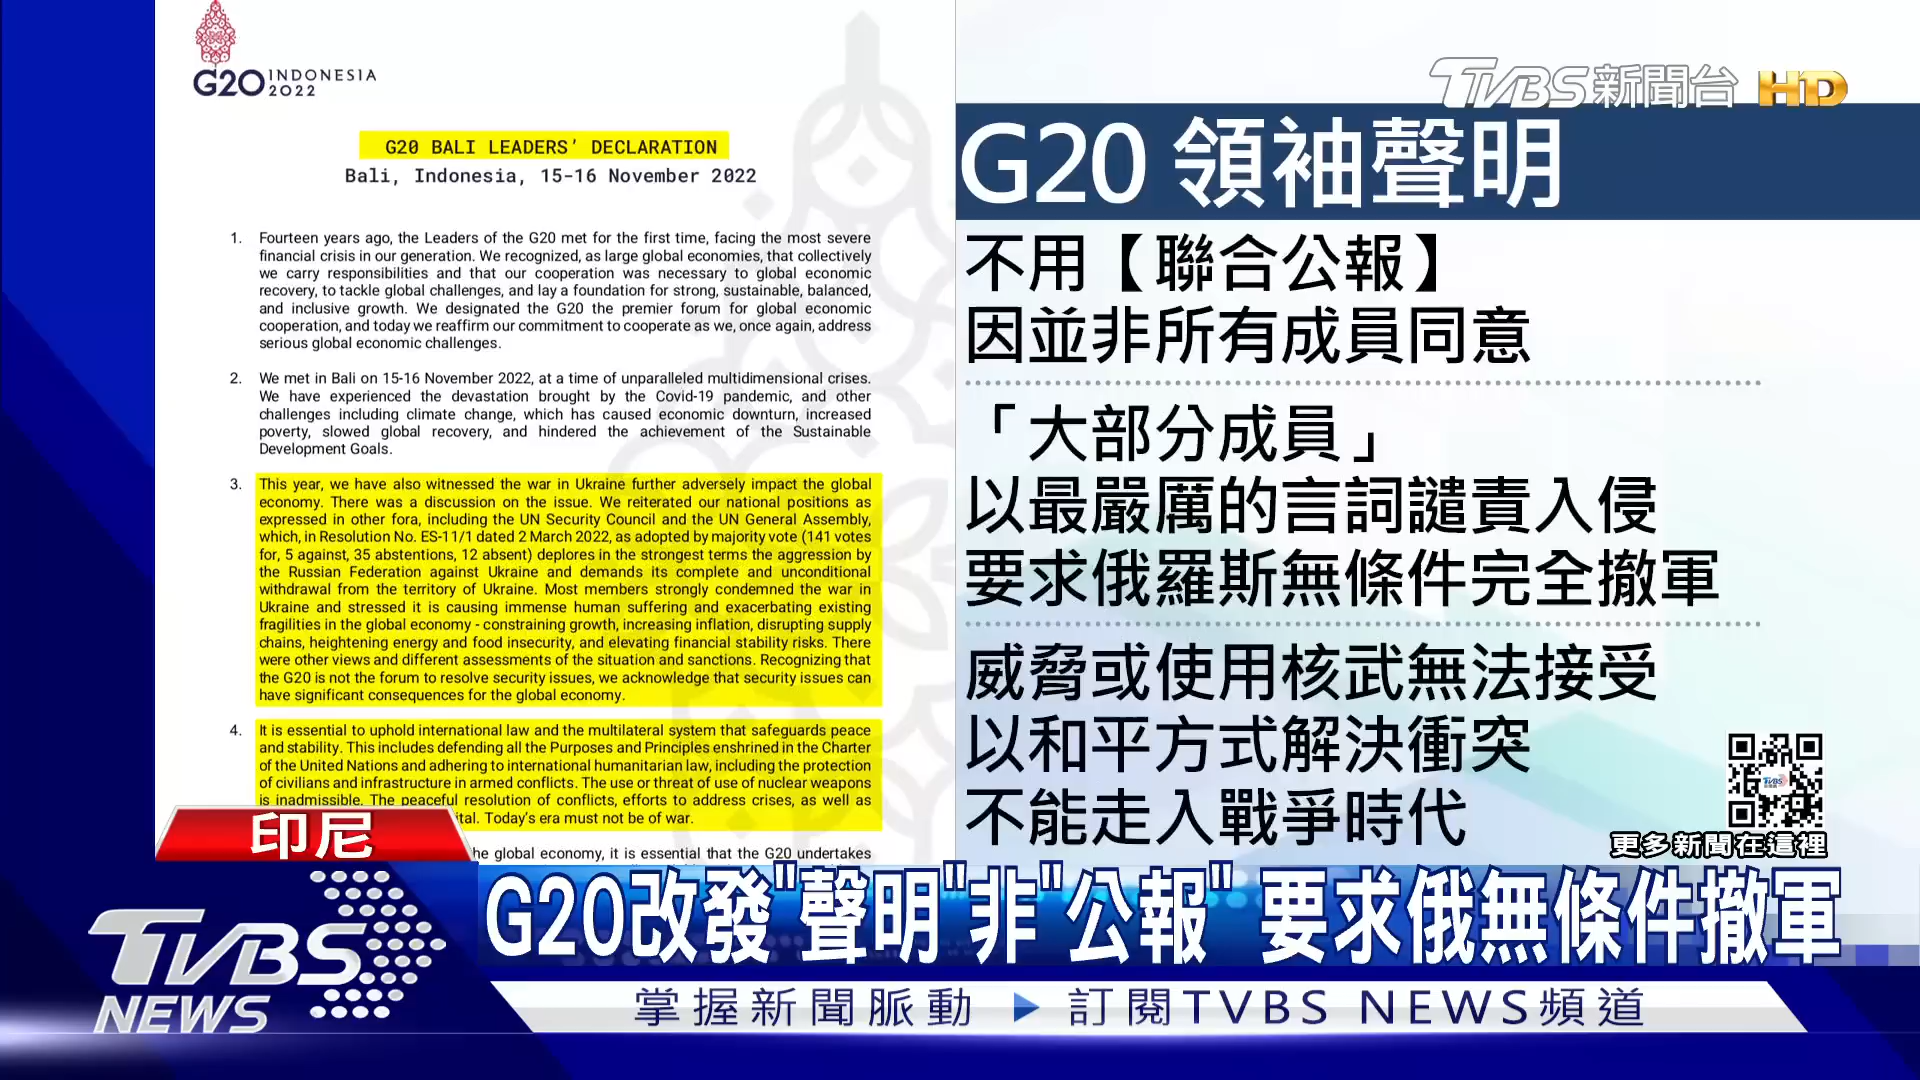 G20 INDONESIA
2022
G20 BALI LEADERS' DECLARATION
Bali, Indonesia, 15-16 November 2022
1. Fourteen years ago, the Leaders of the G20 met for the first time, facing the most severe
financial crisis in our generation. We recognized, as large global economies, that collectively
we carry responsibilities and that our cooperation was necessary to global economic
recovery, to tackle global challenges, and lay a foundation for strong, sustainable, balanced,
and inclusive growth. We designated the G20 the premier forum for global economic
cooperation, and today we reaffirm our commitment to cooperate as we, once again, address
serious global economic challenges.
2. We met in Bali on 15-16 November 2022, at a time of unparalleled multidimensional crises.
We have experienced the devastation brought by the Covid-19 pandemic, and other
challenges including climate change, which has caused economic downturn, increased
poverty, slowed global recovery, and hindered the achievement of the Sustainable
Development Goals.
3. This year, we have also witnessed the war in Ukraine further adversely impact the global
economy. There was a discussion on the issue. We reiterated our national positions as
expressed in other fora, including the UN Security Council and the UN General Assembly,
which, in Resolution No. ES-11/1 dated 2 March 2022, as adopted by majority vote (141 votes
for, 5 against, 35 abstentions, 12 absent) deplores in the strongest terms the aggression by
the Russian Federation against Ukraine and demands its complete and unconditional
withdrawal from the territory of Ukraine. Most members strongly condemned the war in
Ukraine and stressed it is causing immense human suffering and exacerbating existing
fragilities in the global economy - constraining growth, increasing inflation, disrupting supply
chains, heightening energy and food insecurity, and elevating financial stability risks. There
were other views and different assessments of the situation and sanctions. Recognizing that
the G20 is not the forum to resolve security issues, we acknowledge that security issues can
have significant consequences for the global economy.
4. It is essential to uphold international law and the multilateral system that safeguards peace
and stability. This includes defending all the Purposes and Principles enshrined in the Charter
of the United Nations and adhering to international humanitarian law, including the protection
of civilians and infrastructure in armed conflicts. The use or threat of use of nuclear weapons
is inadmissible. The peaceful resolution of conflicts, efforts to address crises, as well as
ital. Today's era must not be of war.
he global economy, it is essential that the G20 undertakes
TVBS新聞台 HD
G20 領袖聲明
不用【聯合公報】
因並非所有成員同意
「大部分成員」
以最嚴厲的言詞譴責入侵
要求俄羅斯無條件完全撤軍
威脅或使用核武無法接受
以和平方式解決衝突
不能走入戰爭時代
TVBS
更多新聞在這裡
印尼
G20改發"聲明"非"公報" 要求俄無條件撤軍
TVBS
NEWS
掌握新聞脈動 ▶ 訂閱TVBS NEWS頻道